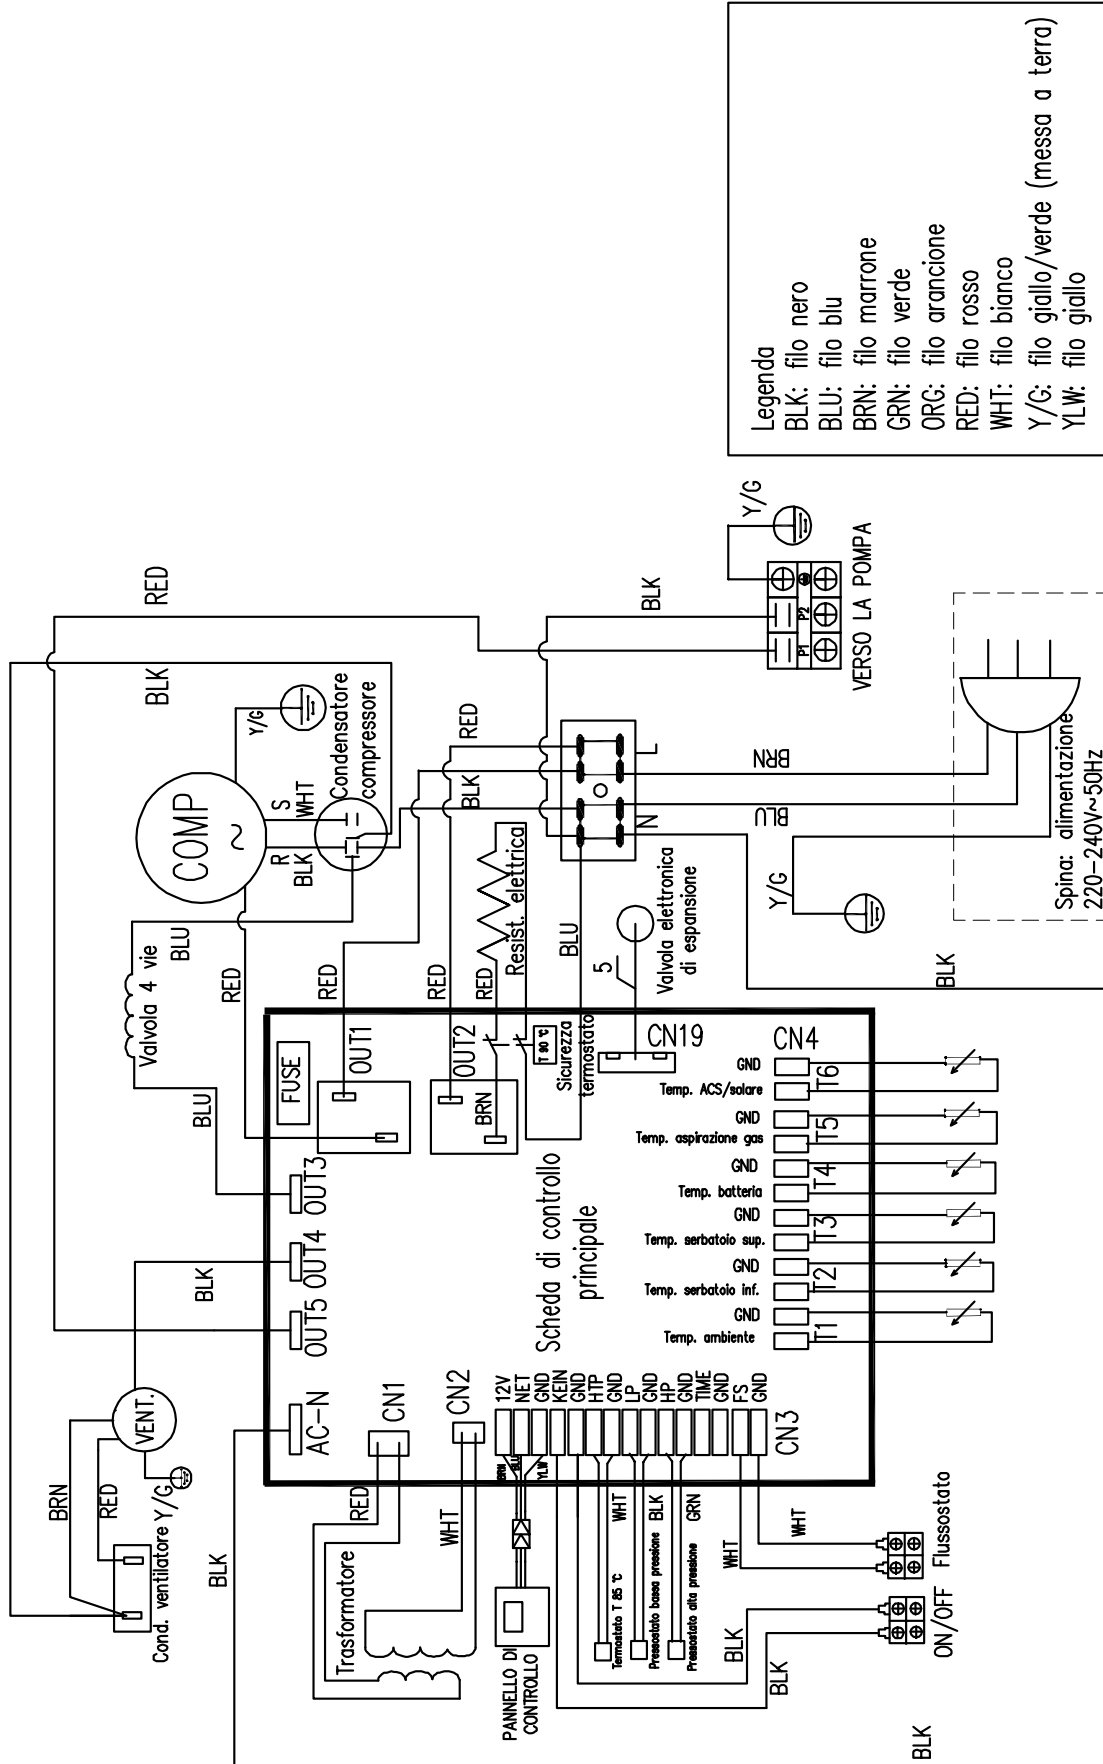 BRN
RED
Cond. ventilatore
Y/G
VENT.
BLK
BLK
AC-N
OUT5
OUT4
OUT3
BLU
Valvola 4 vie
BLU
RED
COMP
~
R
BLK
S
WHT
Y/G
Condensatore
compressore
BLK
RED
FUSE
OUT1
RED
OUT2
RED
BRN
RED
Resist. elettrica
T 90 °C
Sicurezza
termostato
BLU
BLK
RED
N
L
5
Valvola elettronica
di espansione
CN19
BLK
P1
P2
VERSO LA POMPA
Y/G
BRN
BLU
Y/G
Spina: alimentazione
220-240V~50Hz
BLK
Trasformatore
RED
WHT
CN1
CN2
Scheda di controllo
principale
PANNELLO DI
CONTROLLO
BRN
BLU
YLW
12V
NET
GND
KEIN
GND
HTP
GND
LP
GND
HP
GND
TIME
GND
FS
GND
CN3
Termostato T 85 °C
WHT
Pressostato bassa pressione
BLK
Pressostato alta pressione
GRN
WHT
WHT
BLK
BLK
ON/OFF
Flussostato
BLK
CN4
Temp. ambiente
GND
T1
Temp. serbatoio inf.
GND
T2
Temp. serbatoio sup.
GND
T3
Temp. batteria
GND
T4
Temp. aspirazione gas
GND
T5
Temp. ACS/solare
GND
T6
Legenda
BLK: filo nero
BLU: filo blu
BRN: filo marrone
GRN: filo verde
ORG: filo arancione
RED: filo rosso
WHT: filo bianco
Y/G: filo giallo/verde (messa a terra)
YLW: filo giallo